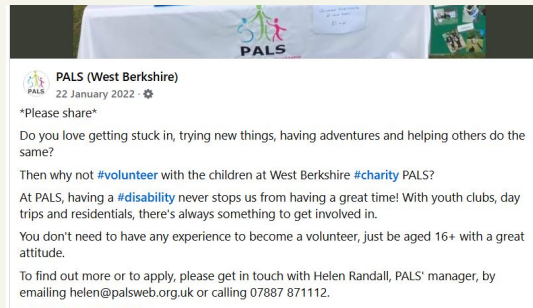 PALS
PALS
PALS (West Berkshire)
22 January 2022 ·
*Please share*
Do you love getting stuck in, trying new things, having adventures and helping others do the
same?
Then why not #volunteer with the children at West Berkshire #charity PALS?
At PALS, having a #disability never stops us from having a great time! With youth clubs, day
trips and residentials, there's always something to get involved in.
You don't need to have any experience to become a volunteer, just be aged 16+ with a great
attitude.
To find out more or to apply, please get in touch with Helen Randall, PALS' manager, by
emailing helen@palsweb.org.uk or calling 07887 871112.